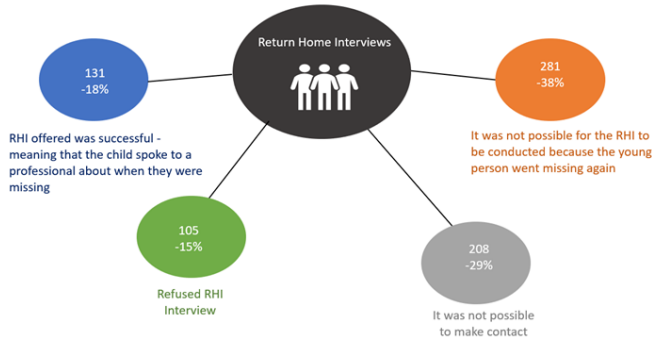 Return Home Interviews
131
-18%
RHI offered was successful -
meaning that the child spoke to a
professional about when they were
missing
281
-38%
It was not possible for the RHI to
be conducted because the young
person went missing again
105
-15%
Refused RHI
Interview
208
-29%
It was not possible
to make contact